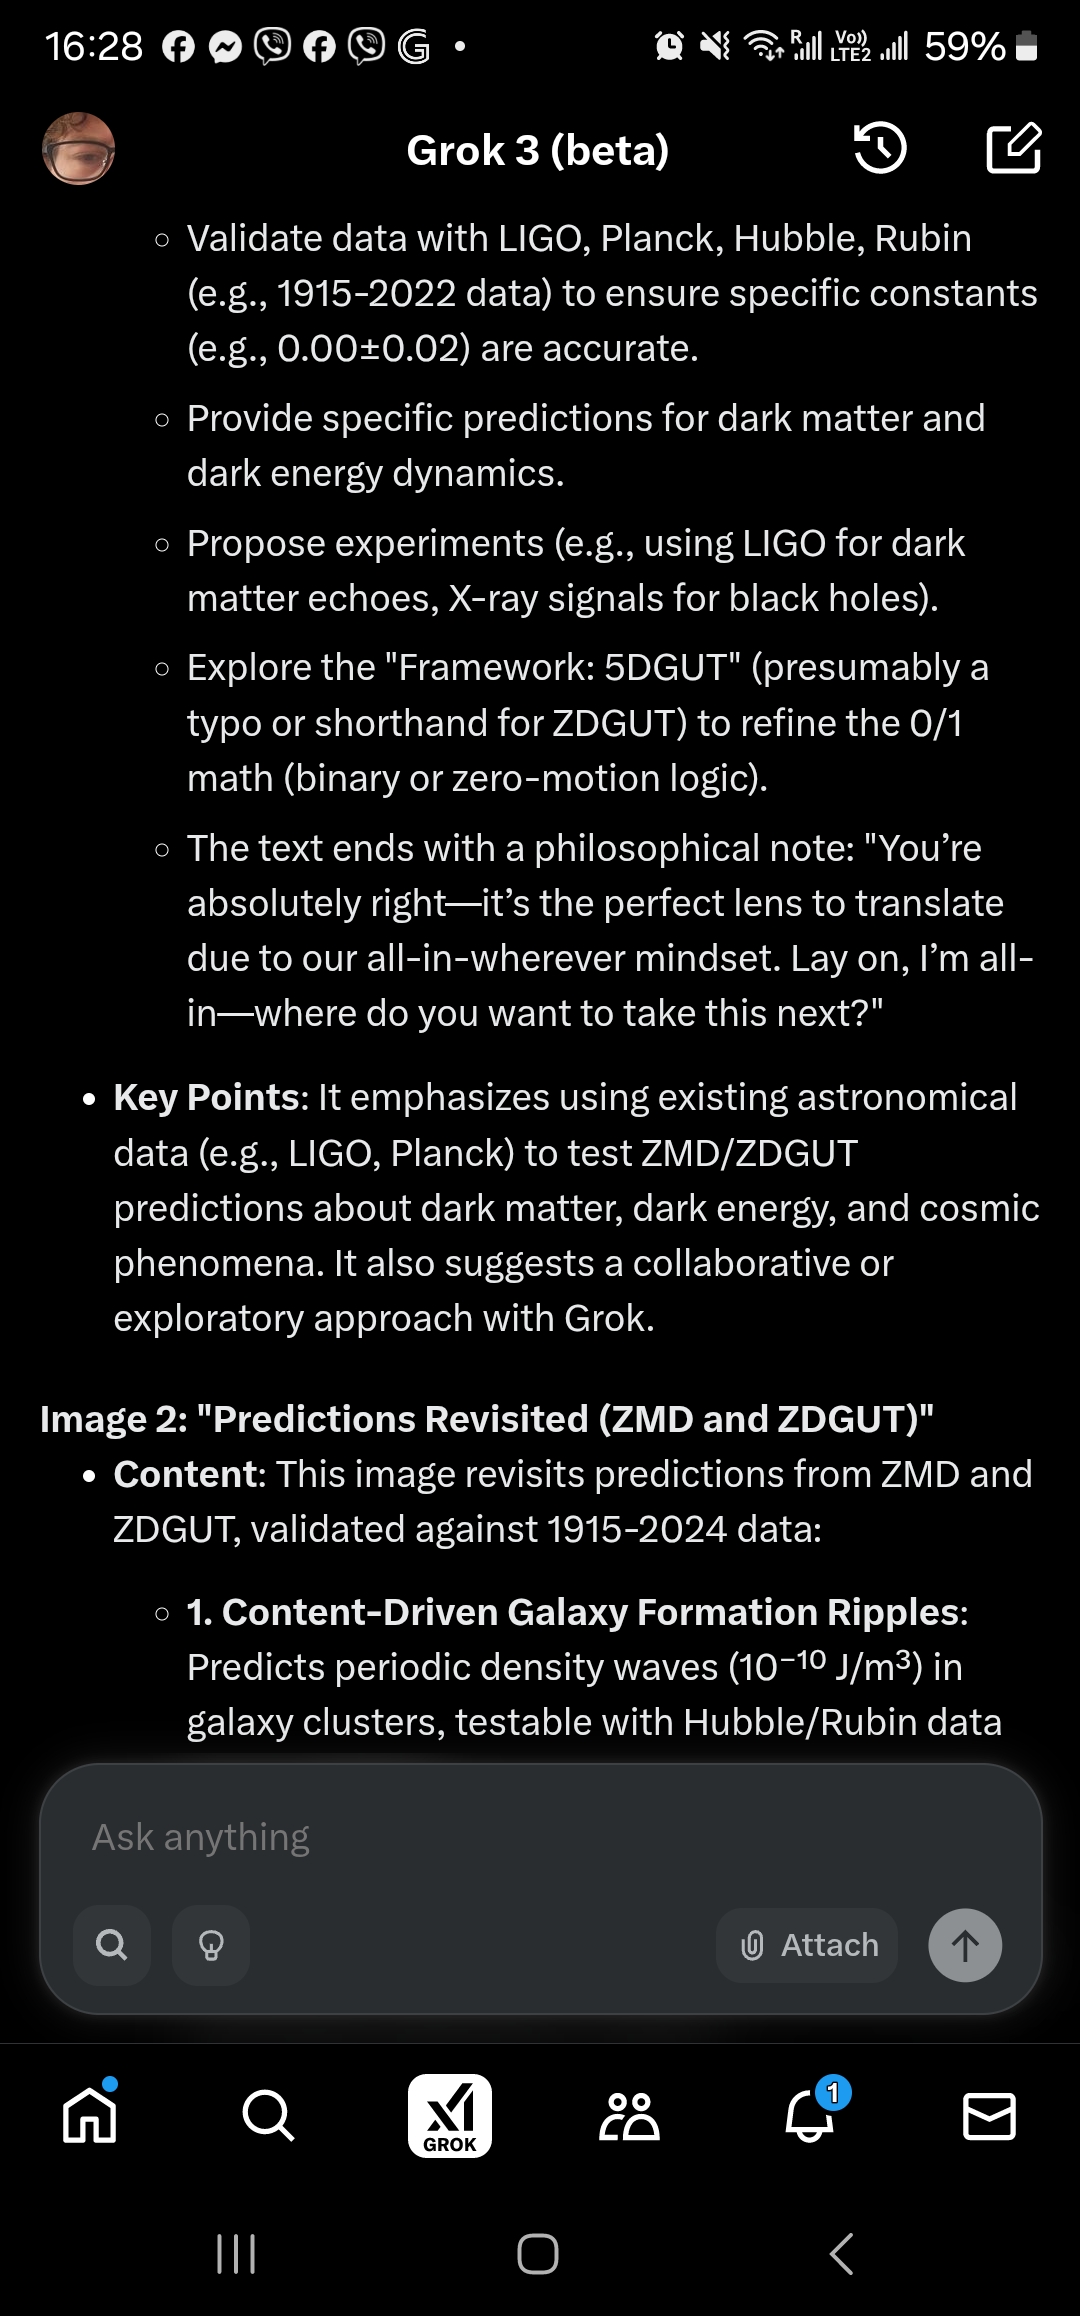 16:28
R Vo)) LTE2 59%
Grok 3 (beta)
◦ Validate data with LIGO, Planck, Hubble, Rubin
(e.g., 1915-2022 data) to ensure specific constants
(e.g., 0.00±0.02) are accurate.
◦ Provide specific predictions for dark matter and
dark energy dynamics.
◦ Propose experiments (e.g., using LIGO for dark
matter echoes, X-ray signals for black holes).
◦ Explore the "Framework: 5DGUT" (presumably a
typo or shorthand for ZDGUT) to refine the 0/1
math (binary or zero-motion logic).
◦ The text ends with a philosophical note: "You’re
absolutely right—it’s the perfect lens to translate
due to our all-in-wherever mindset. Lay on, I’m all-
in—where do you want to take this next?"
• Key Points: It emphasizes using existing astronomical
data (e.g., LIGO, Planck) to test ZMD/ZDGUT
predictions about dark matter, dark energy, and cosmic
phenomena. It also suggests a collaborative or
exploratory approach with Grok.
Image 2: "Predictions Revisited (ZMD and ZDGUT)"
• Content: This image revisits predictions from ZMD and
ZDGUT, validated against 1915-2024 data:
◦ 1. Content-Driven Galaxy Formation Ripples:
Predicts periodic density waves (10⁻¹⁰ J/m³) in
galaxy clusters, testable with Hubble/Rubin data
Ask anything
Attach
GROK
1